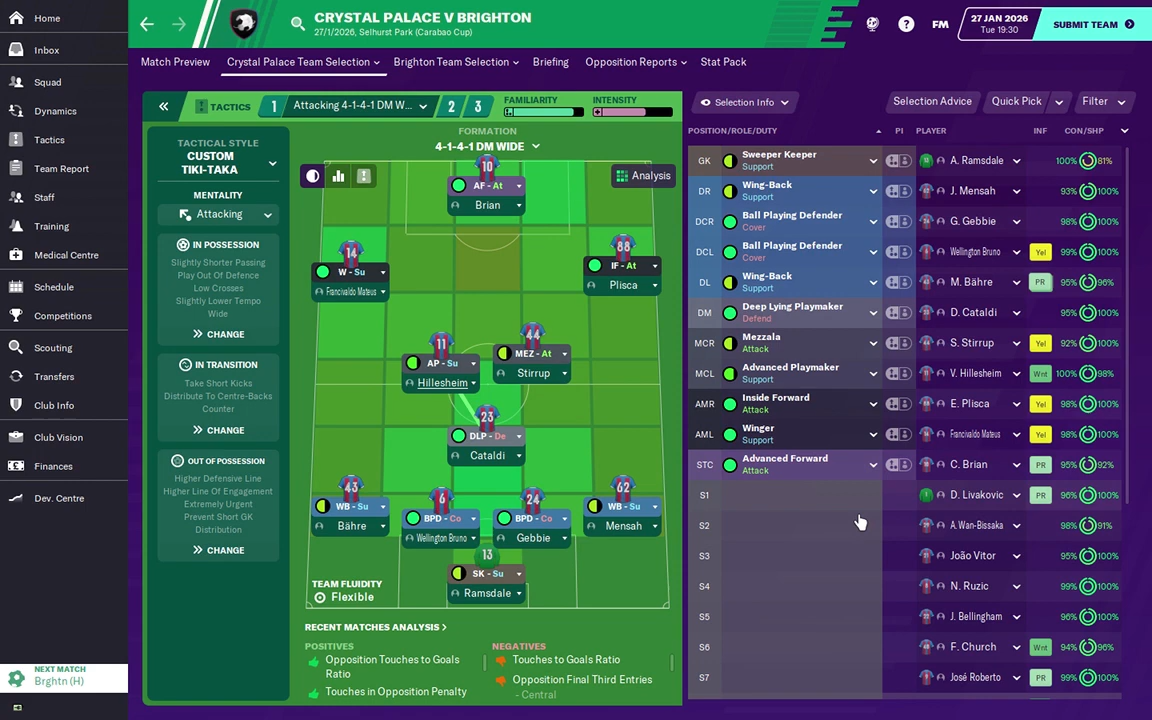 Home
Inbox
Squad
Dynamics
Tactics
Team Report
Staff
Training
Medical Centre
Schedule
Competitions
Scouting
Transfers
Club Info
Club Vision
Finances
Dev. Centre
NEXT MATCH
Brghtn (H)
CRYSTAL PALACE V BRIGHTON
27/1/2026, Selhurst Park (Carabao Cup)
? FM
27 JAN 2026
Tue 19:30
SUBMIT TEAM
Match Preview Crystal Palace Team Selection Brighton Team Selection Briefing Opposition Reports Stat Pack
TACTICS 1 Attacking 4-1-4-1 DM W... 2 3 FAMILIARITY INTENSITY
TACTICAL STYLE
CUSTOM
TIKI-TAKA
MENTALITY
Attacking
IN POSSESSION
Slightly Shorter Passing
Play Out Of Defence
Low Crosses
Slightly Lower Tempo
Wide
CHANGE
IN TRANSITION
Take Short Kicks
Distribute To Centre-Backs
Counter
CHANGE
OUT OF POSSESSION
Higher Defensive Line
Higher Line Of Engagement
Extremely Urgent
Prevent Short GK
Distribution
CHANGE
FORMATION
4-1-4-1 DM WIDE
Analysis
10
AF - At
Brian
14
W - Su
Francivaldo Mateus
88
IF - At
Plisca
11
AP - Su
Hillesheim
44
MEZ - At
Stirrup
23
DLP - De
Cataldi
43
WB - Su
Bähre
6
BPD - Co
Wellington Bruno
24
BPD - Co
Gebbie
62
WB - Su
Mensah
13
SK - Su
Ramsdale
TEAM FLUIDITY
Flexible
RECENT MATCHES ANALYSIS
POSITIVES
Opposition Touches to Goals
Ratio
Touches in Opposition Penalty
NEGATIVES
Touches to Goals Ratio
Opposition Final Third Entries
- Central
Selection Info Selection Advice Quick Pick Filter
POSITION/ROLE/DUTY PI PLAYER INF CON/SHP
GK Sweeper Keeper Support A. Ramsdale 100% 81%
DR Wing-Back Support J. Mensah 93% 100%
DCR Ball Playing Defender Cover G. Gebbie 98% 100%
DCL Ball Playing Defender Cover Wellington Bruno Yel 99% 100%
DL Wing-Back Support M. Bähre PR 95% 96%
DM Deep Lying Playmaker Defend D. Cataldi 95% 100%
MCR Mezzala Attack S. Stirrup Yel 92% 100%
MCL Advanced Playmaker Support V. Hillesheim Wnt 100% 98%
AMR Inside Forward Attack E. Plisca Yel 98% 100%
AML Winger Support Francivaldo Mateus Yel 98% 100%
STC Advanced Forward Attack C. Brian PR 95% 92%
S1 D. Livakovic PR 96% 100%
S2 A. Wan-Bissaka 98% 91%
S3 João Vitor 95% 100%
S4 N. Ruzic 99% 100%
S5 J. Bellingham 96% 100%
S6 F. Church Wnt 94% 96%
S7 José Roberto PR 99% 100%